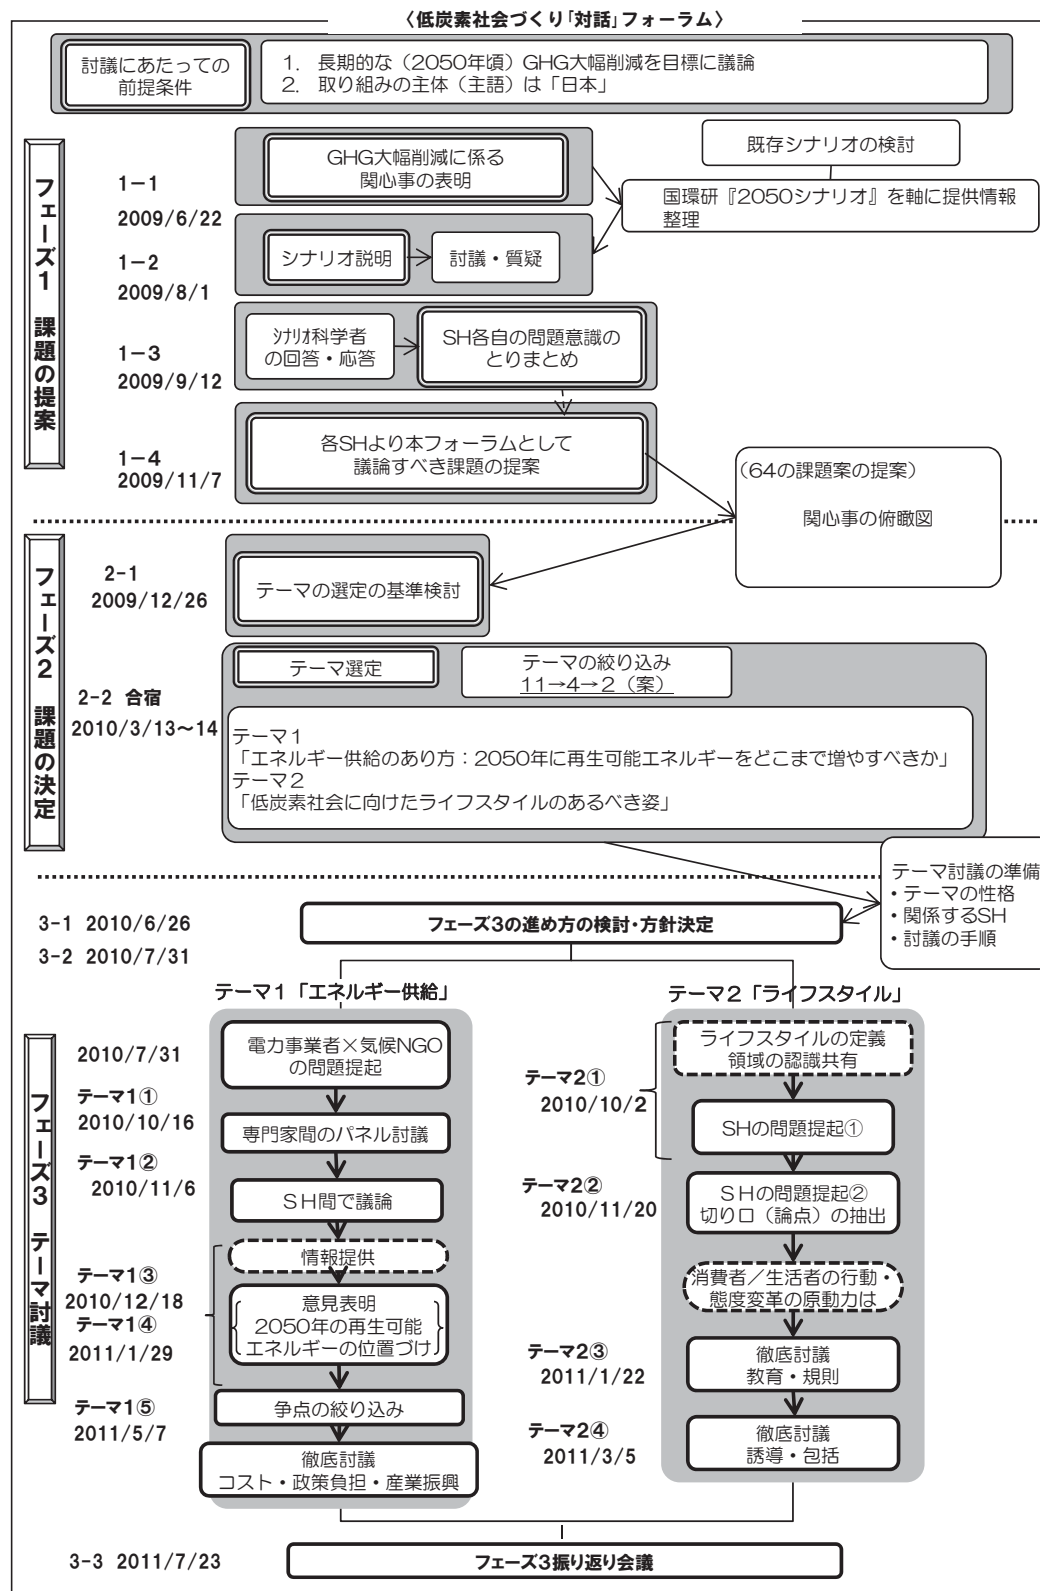 〈低炭素社会づくり｢対話｣フォーラム〉
討議にあたっての
前提条件
1. 長期的な（2050年頃）GHG大幅削減を目標に議論
2. 取り組みの主体（主語）は「日本」
フェーズ1 課題の提案
1－1
2009/6/22
GHG大幅削減に係る
関心事の表明
既存シナリオの検討
国環研『2050シナリオ』を軸に提供情報
整理
1－2
2009/8/1
シナリオ説明
討議・質疑
1－3
2009/9/12
ｼﾅﾘｵ科学者
の回答・応答
SH各自の問題意識の
とりまとめ
1－4
2009/11/7
各SHより本フォーラムとして
議論すべき課題の提案
（64の課題案の提案）
関心事の俯瞰図
フェーズ2 課題の決定
2-1
2009/12/26
テーマの選定の基準検討
2-2 合宿
2010/3/13～14
テーマ選定
テーマの絞り込み
11→4→2（案）
テーマ1
「エネルギー供給のあり方：2050年に再生可能エネルギーをどこまで増やすべきか」
テーマ2
「低炭素社会に向けたライフスタイルのあるべき姿」
テーマ討議の準備
・テーマの性格
・関係するSH
・討議の手順
3-1 2010/6/26
3-2 2010/7/31
フェーズ3の進め方の検討･方針決定
フェーズ3 テーマ討議
テーマ1「エネルギー供給」
2010/7/31
電力事業者×気候NGO
の問題提起
テーマ1①
2010/10/16
専門家間のパネル討議
テーマ1②
2010/11/6
ＳＨ間で議論
情報提供
テーマ1③
2010/12/18
テーマ1④
2011/1/29
意見表明
2050年の再生可能
エネルギーの位置づけ
テーマ1⑤
2011/5/7
争点の絞り込み
徹底討議
コスト・政策負担・産業振興
テーマ2「ライフスタイル」
ライフスタイルの定義
領域の認識共有
テーマ2①
2010/10/2
SHの問題提起①
テーマ2②
2010/11/20
ＳＨの問題提起②
切り口（論点）の抽出
消費者／生活者の行動・
態度変革の原動力は
テーマ2③
2011/1/22
徹底討議
教育・規則
テーマ2④
2011/3/5
徹底討議
誘導・包括
3-3 2011/7/23
フェーズ3振り返り会議